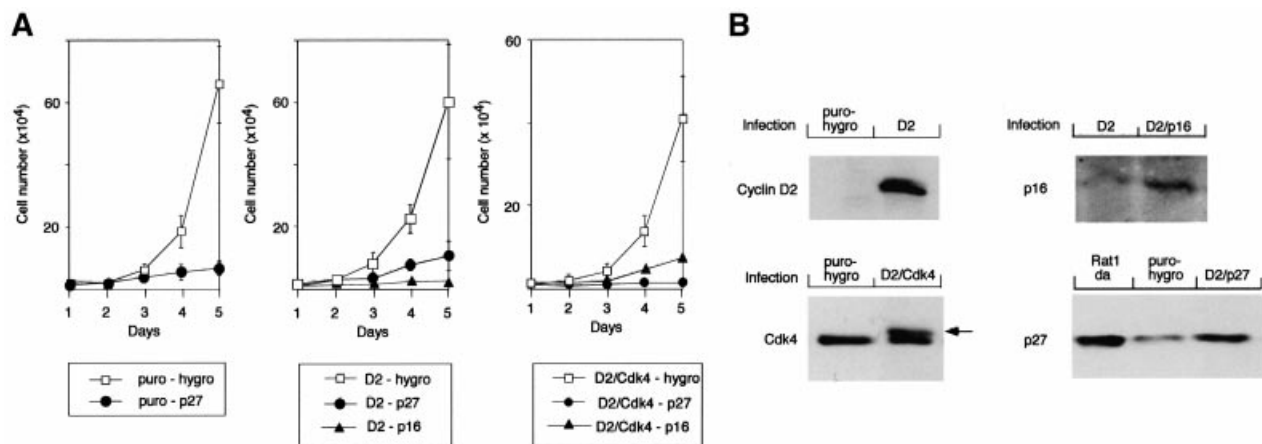 A
Cell number (x10⁴)
60
20
1 2 3 4 5
Days
puro - hygro
puro - p27
Cell number (x10⁴)
60
20
1 2 3 4 5
Days
D2 - hygro
D2 - p27
D2 - p16
Cell number (x 10⁴)
60
20
1 2 3 4 5
Days
D2/Cdk4 - hygro
D2/Cdk4 - p27
D2/Cdk4 - p16
B
Infection
puro-
hygro
D2
Cyclin D2
Infection
D2
D2/p16
p16
Infection
puro-
hygro
D2/Cdk4
Cdk4
Rat1
da
puro-
hygro
D2/p27
p27